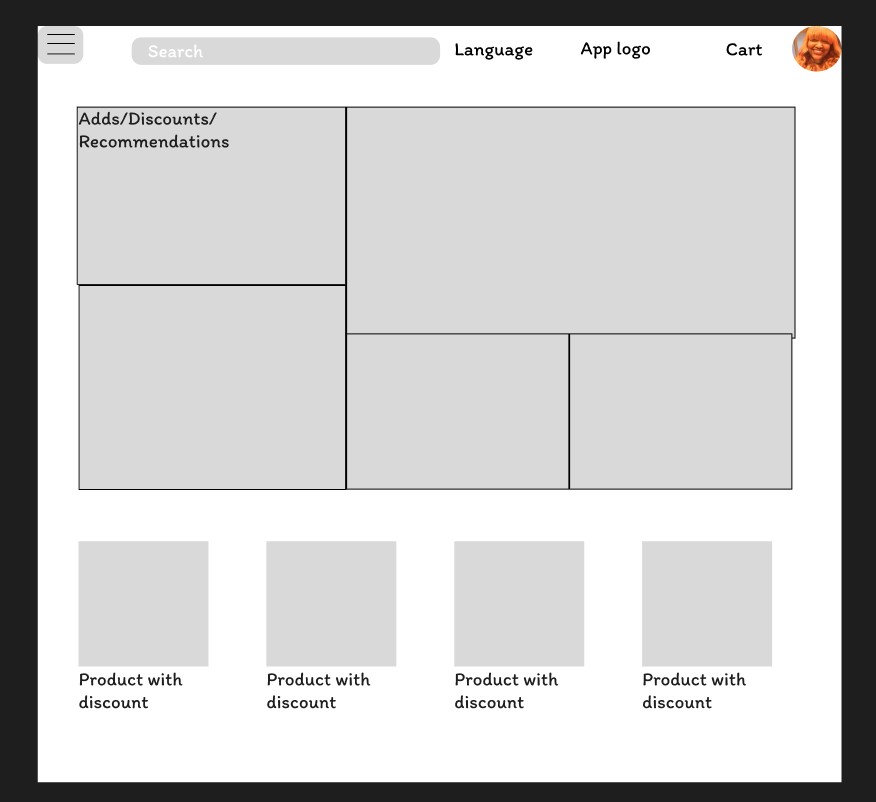 Search
Language
App logo
Cart
Adds/Discounts/
Recommendations
Product with
discount
Product with
discount
Product with
discount
Product with
discount